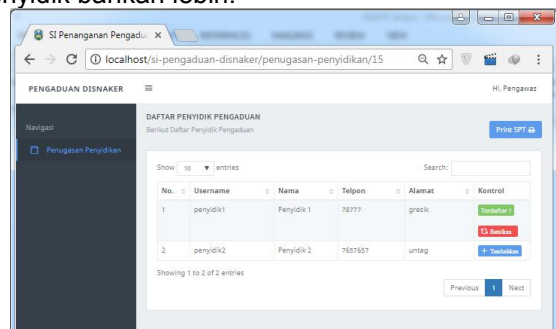 enyidik bahkan lebih.
SI Penanganan Pengadu
localhost/si-pengaduan-disnaker/penugasan-penyidikan/15
PENGADUAN DISNAKER
Hi, Pengawas
Navigasi
Penugasan Penyidikan
DAFTAR PENYIDIK PENGADUAN
Berikut Daftar Penyidik Pengaduan
Print SPT
Show 10 entries
Search:
No. Username Nama Telpon Alamat Kontrol
1 penyidik1 Penyidik 1 78777 gresik Terdaftar !
Batalkan
2 penyidik2 Penyidik 2 7657657 untag + Tambahkan
Showing 1 to 2 of 2 entries
Previous 1 Next